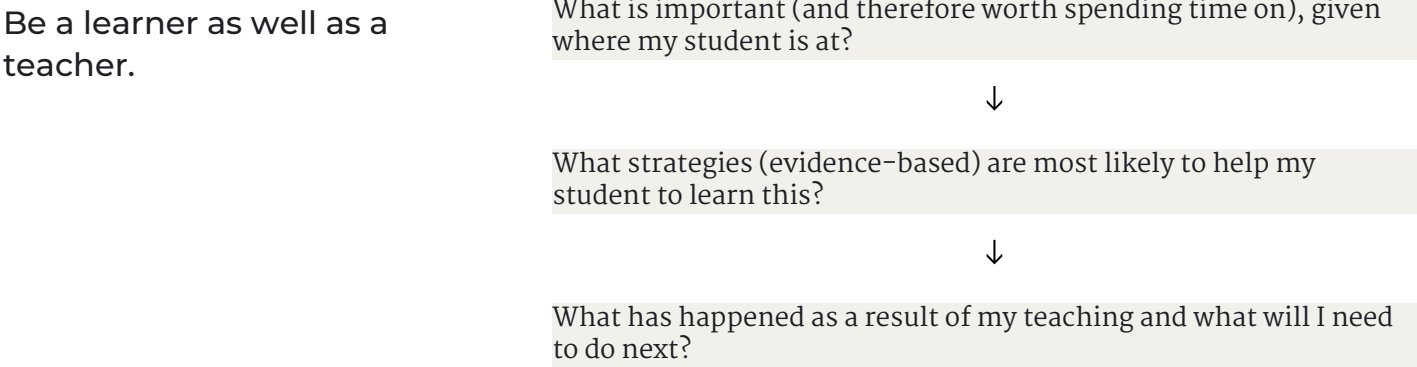 Be a learner as well as a
teacher.
What is important (and therefore worth spending time on), given
where my student is at?
↓
What strategies (evidence-based) are most likely to help my
student to learn this?
↓
What has happened as a result of my teaching and what will I need
to do next?